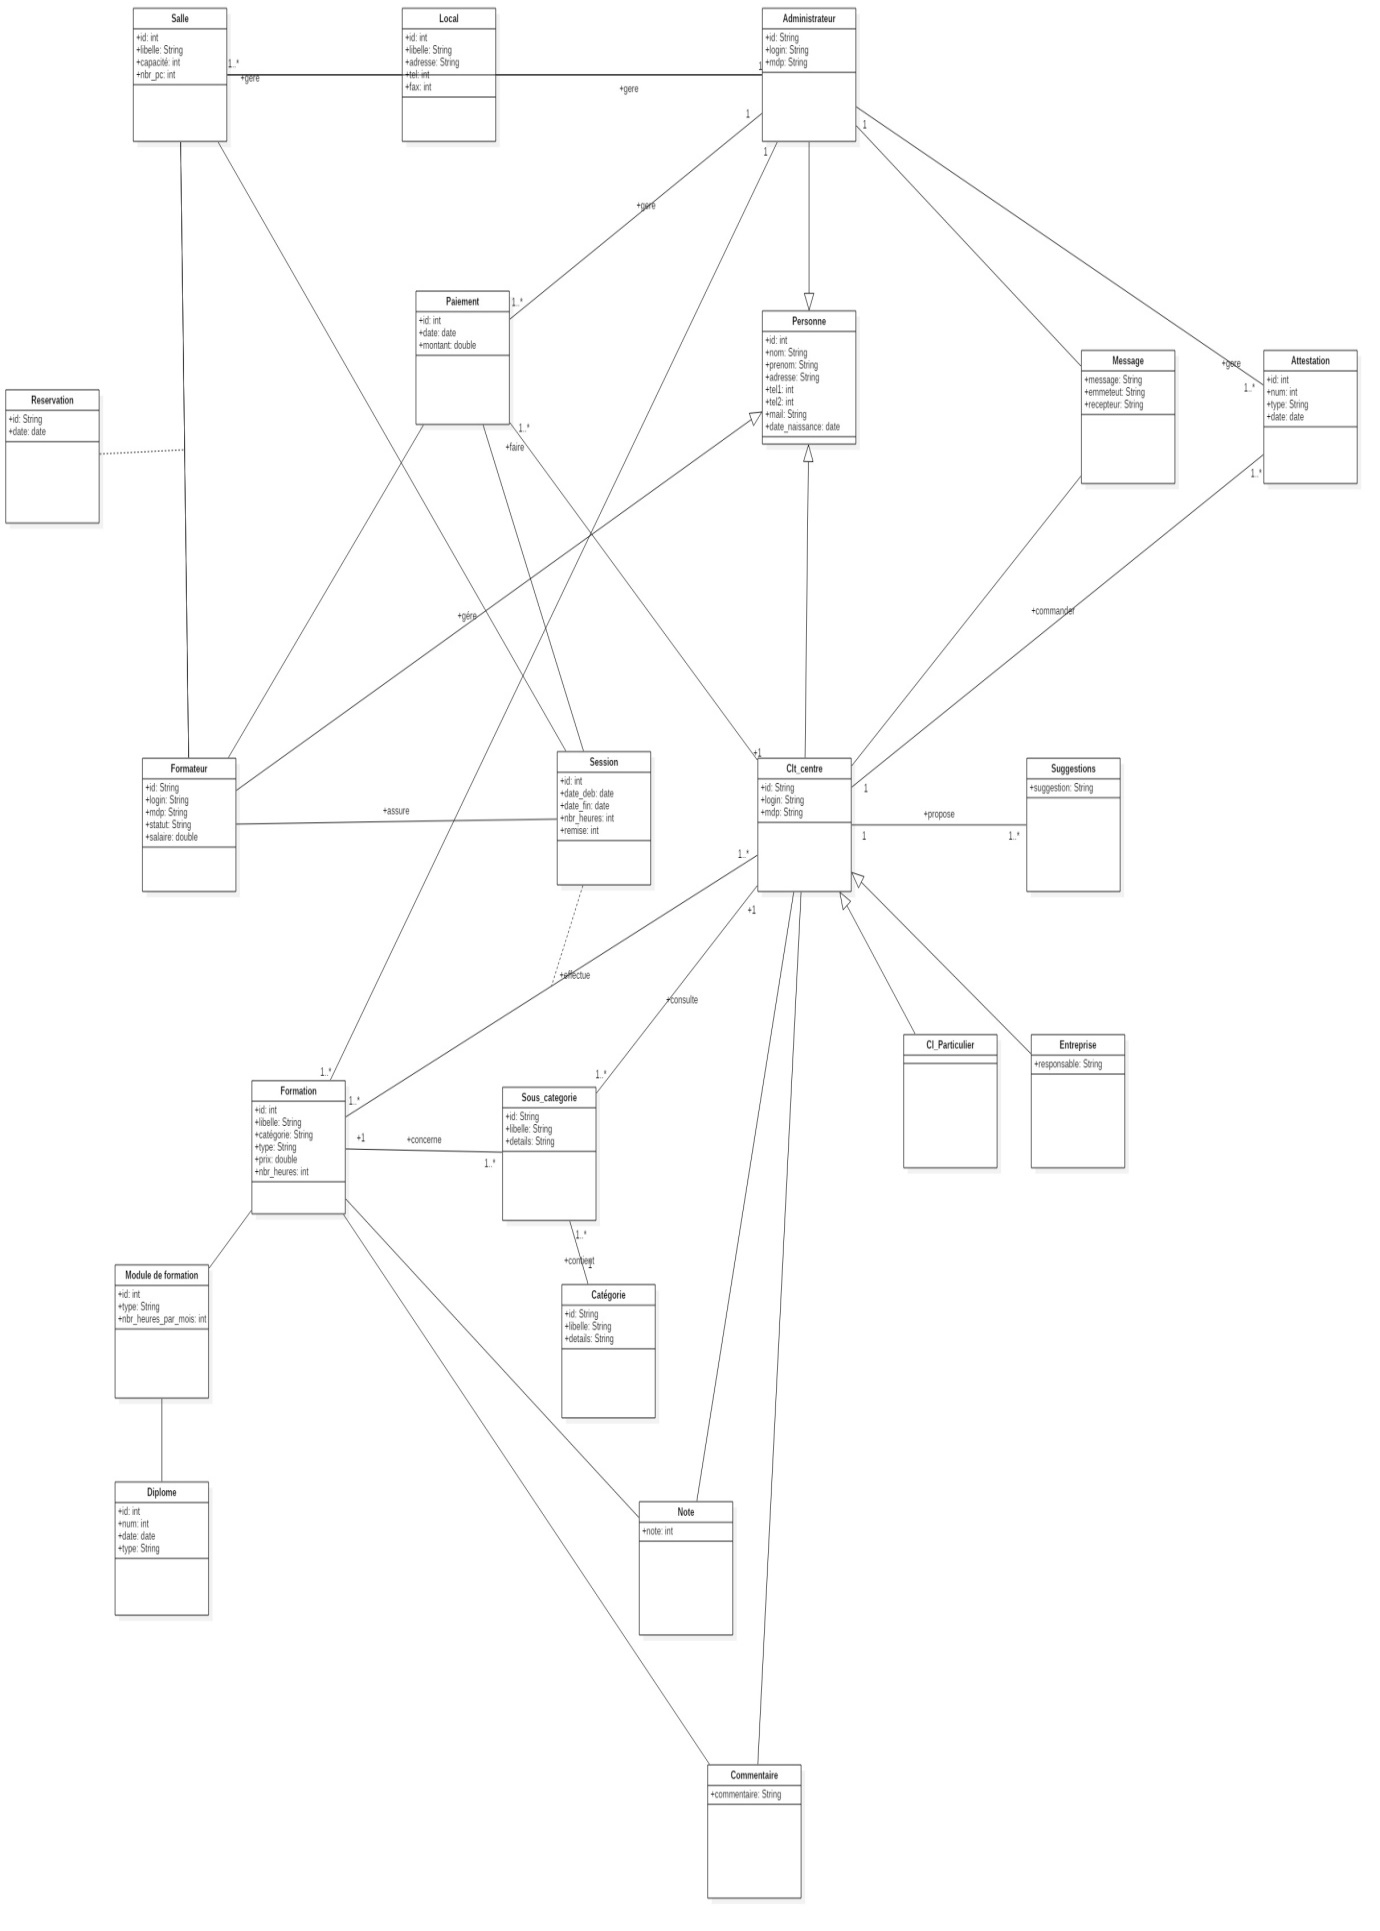 Salle
+id: int
+libelle: String
+capacité: int
+nbr_pc: int
Local
+id: int
+libelle: String
+adresse: String
+tel: int
+fax: int
Administrateur
+id: String
+login: String
+mdp: String
1..*
+gere
+gere
1
1
1
1
+gere
Paiement
+id: int
+date: date
+montant: double
1..*
1..*
+faire
Personne
+id: int
+nom: String
+prenom: String
+adresse: String
+tel1: int
+tel2: int
+mail: String
+date_naissance: date
Message
+message: String
+emmeteut: String
+recepteur: String
+gere
1..*
Attestation
+id: int
+num: int
+type: String
+date: date
1..*
Reservation
+id: String
+date: date
+gére
+commander
Formateur
+id: String
+login: String
+mdp: String
+statut: String
+salaire: double
+assure
Session
+id: int
+date_deb: date
+date_fin: date
+nbr_heures: int
+remise: int
+1
Clt_centre
+id: String
+login: String
+mdp: String
1
+propose
1
1..*
Suggestions
+suggestion: String
1..*
+1
+effectue
+consulte
Cl_Particulier
Entreprise
+responsable: String
1..*
Formation
+id: int
+libelle: String
+catégorie: String
+type: String
+prix: double
+nbr_heures: int
1..*
+1
+concerne
1..*
1..*
Sous_categorie
+id: String
+libelle: String
+details: String
1..*
+contient
1
Catégorie
+id: String
+libelle: String
+details: String
Module de formation
+id: int
+type: String
+nbr_heures_par_mois: int
Diplome
+id: int
+num: int
+date: date
+type: String
Note
+note: int
Commentaire
+commentaire: String